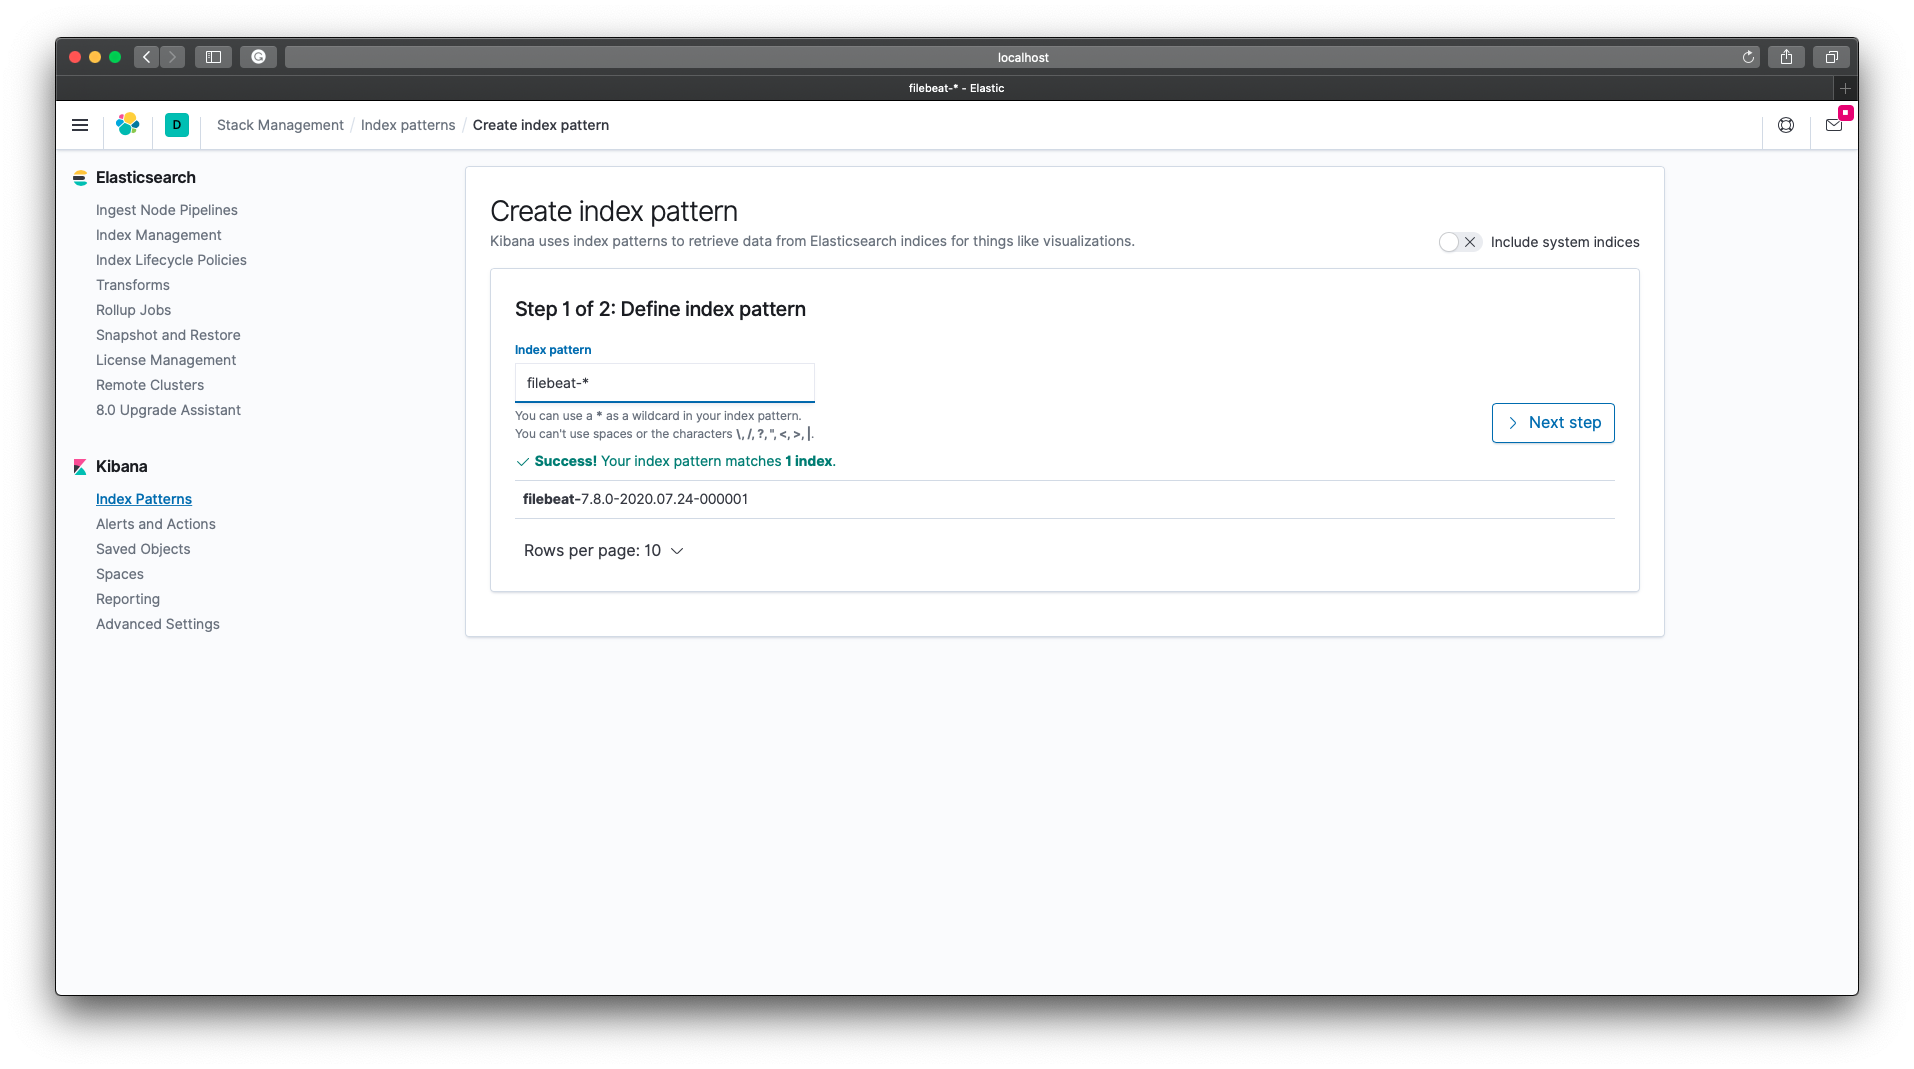 localhost
filebeat-* - Elastic
D
Stack Management / Index patterns / Create index pattern
Elasticsearch
Ingest Node Pipelines
Index Management
Index Lifecycle Policies
Transforms
Rollup Jobs
Snapshot and Restore
License Management
Remote Clusters
8.0 Upgrade Assistant
Kibana
Index Patterns
Alerts and Actions
Saved Objects
Spaces
Reporting
Advanced Settings
Create index pattern
Kibana uses index patterns to retrieve data from Elasticsearch indices for things like visualizations.
Include system indices
Step 1 of 2: Define index pattern
Index pattern
filebeat-*
You can use a * as a wildcard in your index pattern.
You can't use spaces or the characters \, /, ?, ", <, >, |.
Next step
Success! Your index pattern matches 1 index.
filebeat-7.8.0-2020.07.24-000001
Rows per page: 10